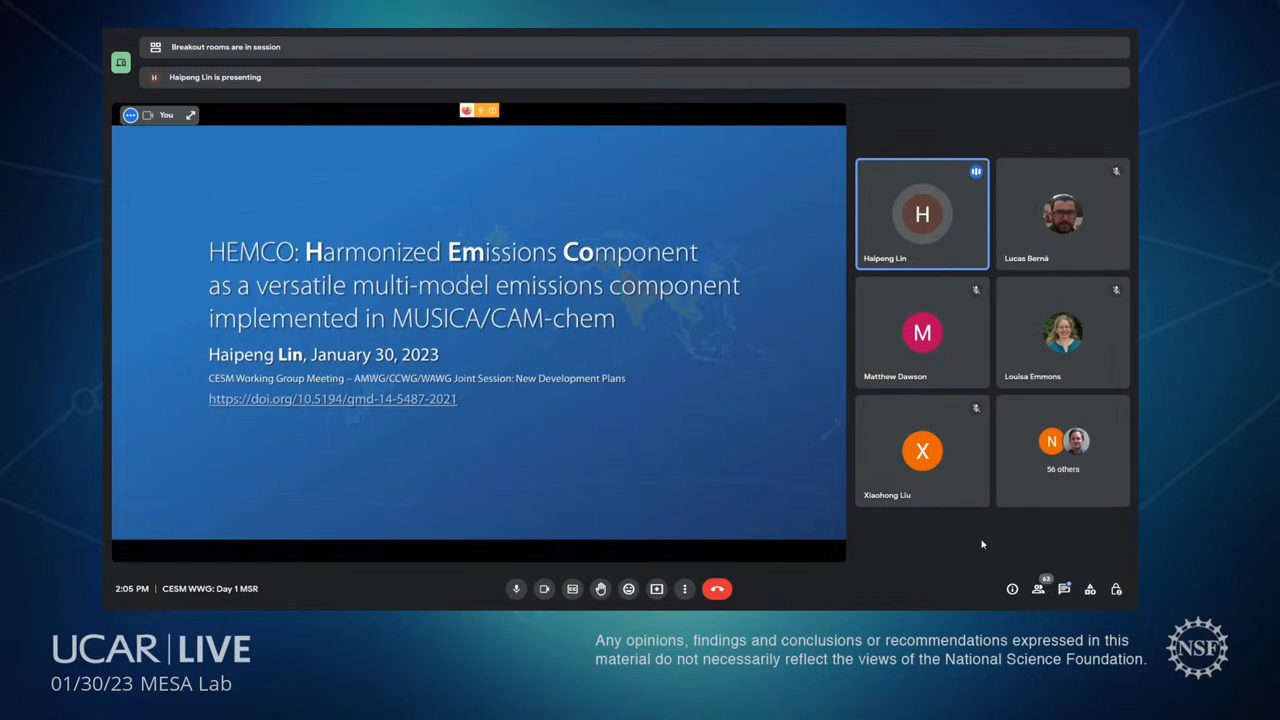 Breakout rooms are in session
H
Haipeng Lin is presenting
You
HEMCO: Harmonized Emissions Component
as a versatile multi-model emissions component
implemented in MUSICA/CAM-chem
Haipeng Lin, January 30, 2023
CESM Working Group Meeting – AMWG/CCWG/WAWG Joint Session: New Development Plans
https://doi.org/10.5194/gmd-14-5487-2021
H
Haipeng Lin
Lucas Berná
M
Matthew Dawson
Louisa Emmons
X
Xiaohong Liu
N
56 others
2:05 PM | CESM WWG: Day 1 MSR
63
UCAR | LIVE
01/30/23 MESA Lab
Any opinions, findings and conclusions or recommendations expressed in this
material do not necessarily reflect the views of the National Science Foundation.
NSF